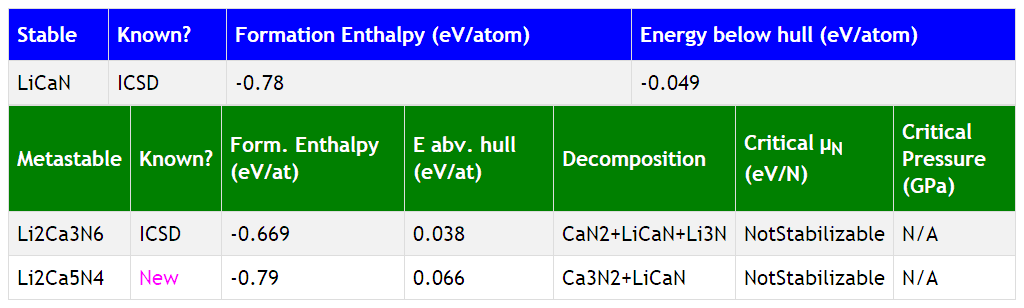 Stable Known? Formation Enthalpy (eV/atom) Energy below hull (eV/atom)
LiCaN ICSD -0.78 -0.049
Metastable Known? Form. Enthalpy (eV/at) E abv. hull (eV/at) Decomposition Critical μN (eV/N) Critical Pressure (GPa)
Li2Ca3N6 ICSD -0.669 0.038 CaN2+LiCaN+Li3N NotStabilizable N/A
Li2Ca5N4 New -0.79 0.066 Ca3N2+LiCaN NotStabilizable N/A